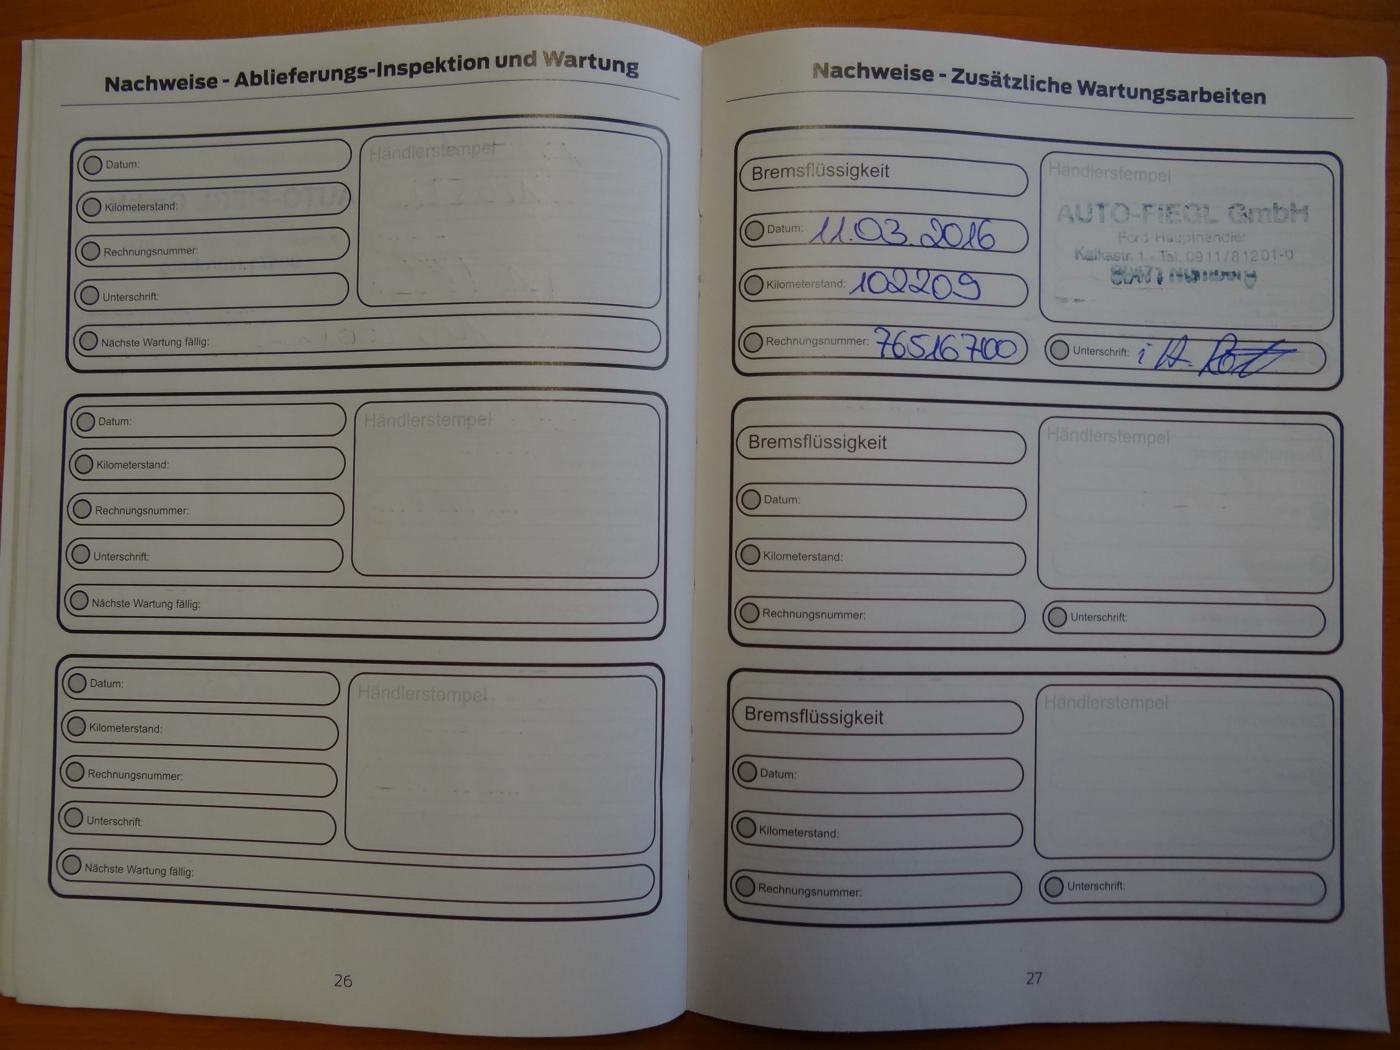 Nachweise - Ablieferungs-Inspektion und Wartung
Datum:
Händlerstempel
Kilometerstand:
Rechnungsnummer:
Unterschrift:
Nächste Wartung fällig:
Datum:
Händlerstempel
Kilometerstand:
Rechnungsnummer:
Unterschrift:
Nächste Wartung fällig:
Datum:
Händlerstempel
Kilometerstand:
Rechnungsnummer:
Unterschrift:
Nächste Wartung fällig:
26
Nachweise - Zusätzliche Wartungsarbeiten
Bremsflüssigkeit
Händlerstempel
AUTO-FIEGL GmbH
Ford-Haupthändler
Kalkastr. 1 - Tel. 0911/81201-0
Datum: 11.03.2016
Kilometerstand: 102209
Rechnungsnummer: 76516700
Unterschrift:
Bremsflüssigkeit
Händlerstempel
Datum:
Kilometerstand:
Rechnungsnummer:
Unterschrift:
Bremsflüssigkeit
Händlerstempel
Datum:
Kilometerstand:
Rechnungsnummer:
Unterschrift:
27